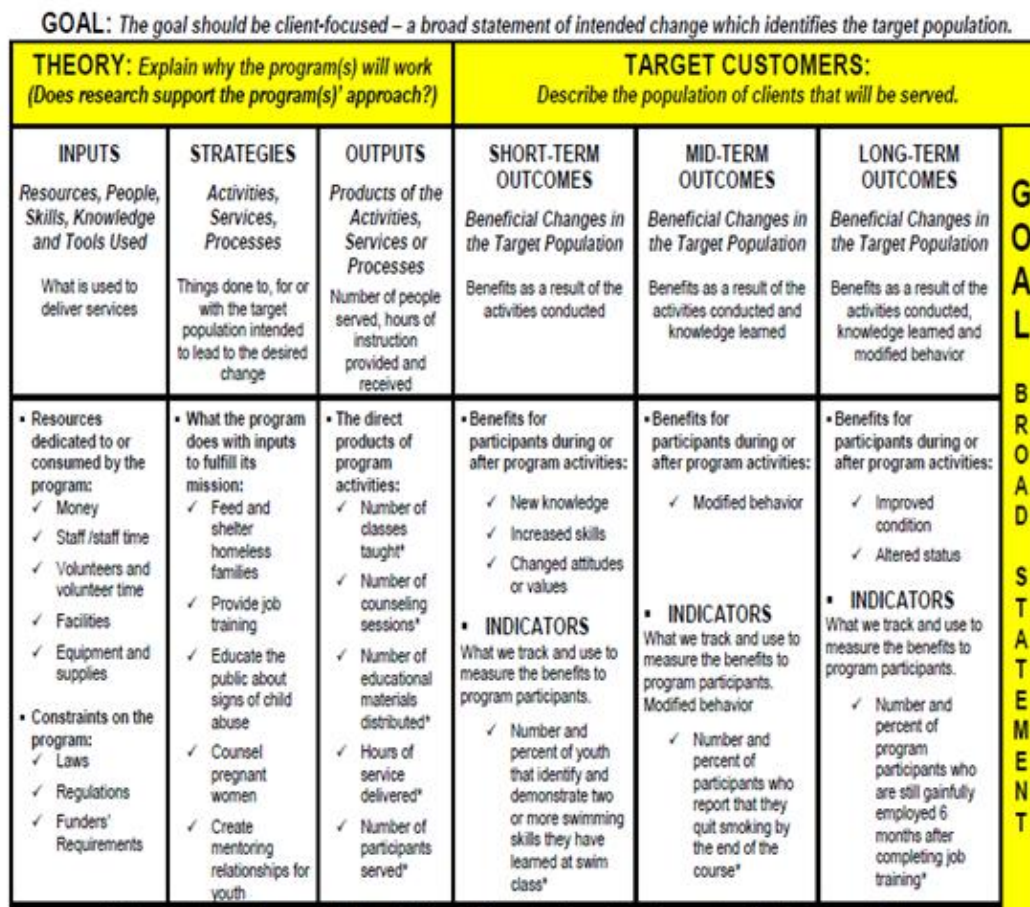 GOAL: The goal should be client-focused – a broad statement of intended change which identifies the target population.
THEORY: Explain why the program(s) will work
(Does research support the program(s)' approach?)
TARGET CUSTOMERS:
Describe the population of clients that will be served.
INPUTS
Resources, People,
Skills, Knowledge
and Tools Used
What is used to
deliver services
STRATEGIES
Activities,
Services,
Processes
Things done to, for or
with the target
population intended
to lead to the desired
change
OUTPUTS
Products of the
Activities,
Services or
Processes
Number of people
served, hours of
instruction
provided and
received
SHORT-TERM
OUTCOMES
Beneficial Changes in
the Target Population
Benefits as a result of the
activities conducted
MID-TERM
OUTCOMES
Beneficial Changes in
the Target Population
Benefits as a result of the
activities conducted and
knowledge learned
LONG-TERM
OUTCOMES
Beneficial Changes in
the Target Population
Benefits as a result of the
activities conducted,
knowledge learned and
modified behavior
▪ Resources
dedicated to or
consumed by the
program:
✓ Money
✓ Staff /staff time
✓ Volunteers and
volunteer time
✓ Facilities
✓ Equipment and
supplies
▪ Constraints on the
program:
✓ Laws
✓ Regulations
✓ Funders'
Requirements
▪ What the program
does with inputs
to fulfill its
mission:
✓ Feed and
shelter
homeless
families
✓ Provide job
training
✓ Educate the
public about
signs of child
abuse
✓ Counsel
pregnant
women
✓ Create
mentoring
relationships for
youth
▪ The direct
products of
program
activities:
✓ Number of
classes
taught*
✓ Number of
counseling
sessions*
✓ Number of
educational
materials
distributed*
✓ Hours of
service
delivered*
✓ Number of
participants
served*
▪ Benefits for
participants during or
after program activities:
✓ New knowledge
✓ Increased skills
✓ Changed attitudes
or values
▪ INDICATORS
What we track and use to
measure the benefits to
program participants.
✓ Number and
percent of youth
that identify and
demonstrate two
or more swimming
skills they have
learned at swim
class*
▪ Benefits for
participants during or
after program activities:
✓ Modified behavior
▪ INDICATORS
What we track and use to
measure the benefits to
program participants.
Modified behavior
✓ Number and
percent of
participants who
report that they
quit smoking by
the end of the
course*
▪ Benefits for
participants during or
after program activities:
✓ Improved
condition
✓ Altered status
▪ INDICATORS
What we track and use to
measure the benefits to
program participants.
✓ Number and
percent of
program
participants who
are still gainfully
employed 6
months after
completing job
training*
GOAL BROAD STATEMENT